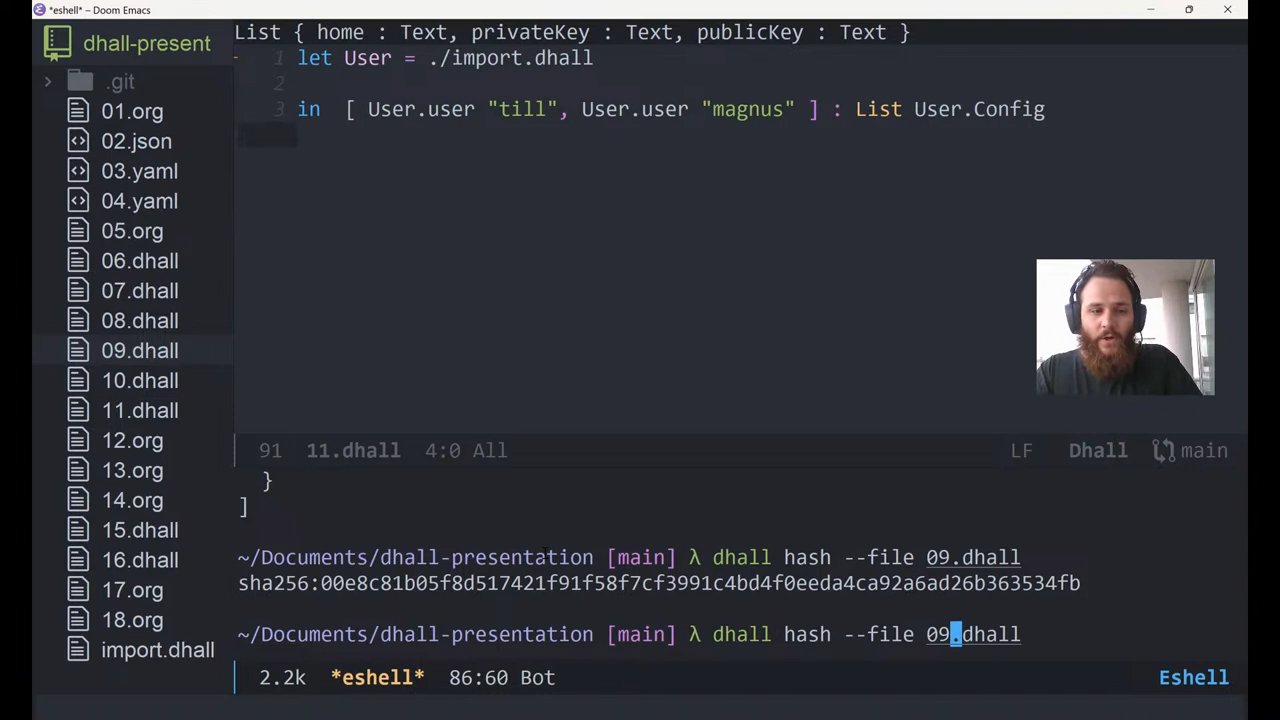 *eshell* – Doom Emacs
dhall-present
.git
01.org
02.json
03.yaml
04.yaml
05.org
06.dhall
07.dhall
08.dhall
09.dhall
10.dhall
11.dhall
12.org
13.org
14.org
15.dhall
16.dhall
17.org
18.org
import.dhall
List { home : Text, privateKey : Text, publicKey : Text }
1 let User = ./import.dhall
2
3 in [ User.user "till", User.user "magnus" ] : List User.Config
91 11.dhall 4:0 All LF Dhall main
}
]
~/Documents/dhall-presentation [main] λ dhall hash --file 09.dhall
sha256:00e8c81b05f8d517421f91f58f7cf3991c4bd4f0eeda4ca92a6ad26b363534fb
~/Documents/dhall-presentation [main] λ dhall hash --file 09.dhall
2.2k *eshell* 86:60 Bot Eshell